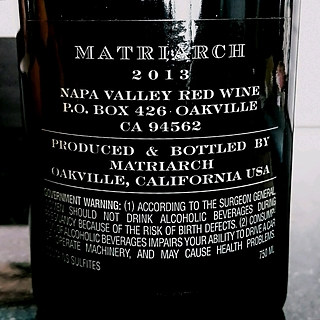 MATRIARCH
2013
NAPA VALLEY RED WINE
P.O. BOX 426 · OAKVILLE
CA 94562
PRODUCED & BOTTLED BY
MATRIARCH
OAKVILLE, CALIFORNIA USA
GOVERNMENT WARNING: (1) ACCORDING TO THE SURGEON GENERAL,
SHOULD NOT DRINK ALCOHOLIC BEVERAGES DURING
BECAUSE OF THE RISK OF BIRTH DEFECTS. (2) CONSUMP-
OF ALCOHOLIC BEVERAGES IMPAIRS YOUR ABILITY TO DRIVE A CAR
OPERATE MACHINERY, AND MAY CAUSE HEALTH PROBLEMS.
SULFITES 750 ML